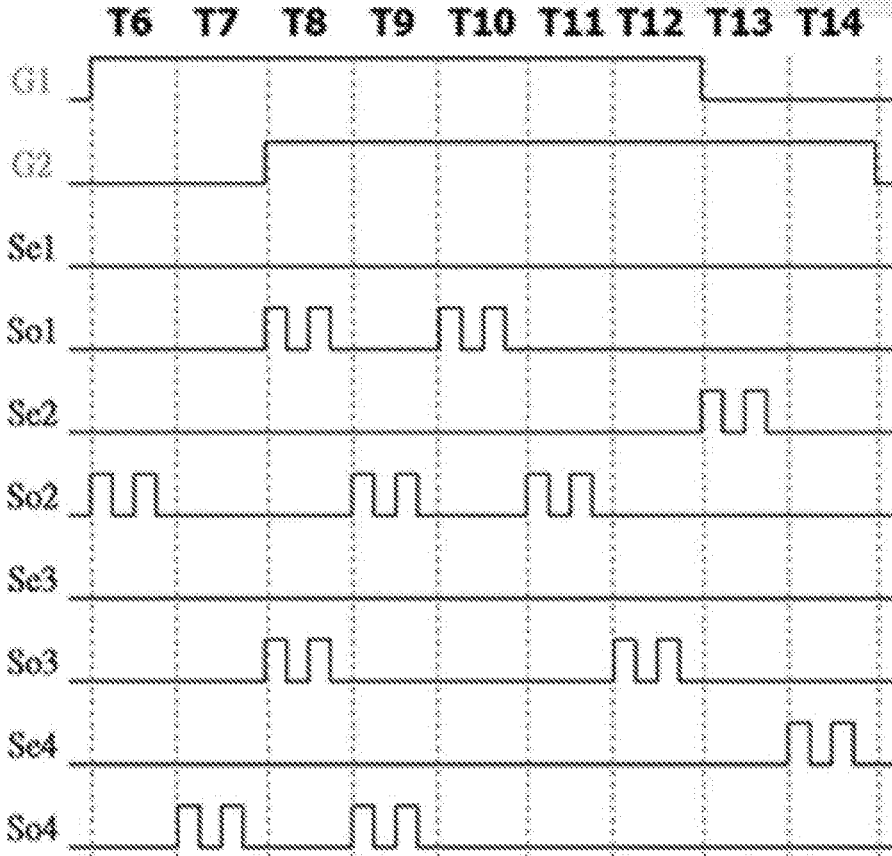 T6 T7 T8 T9 T10 T11 T12 T13 T14
G1
G2
Se1
So1
Se2
So2
Se3
So3
Se4
So4